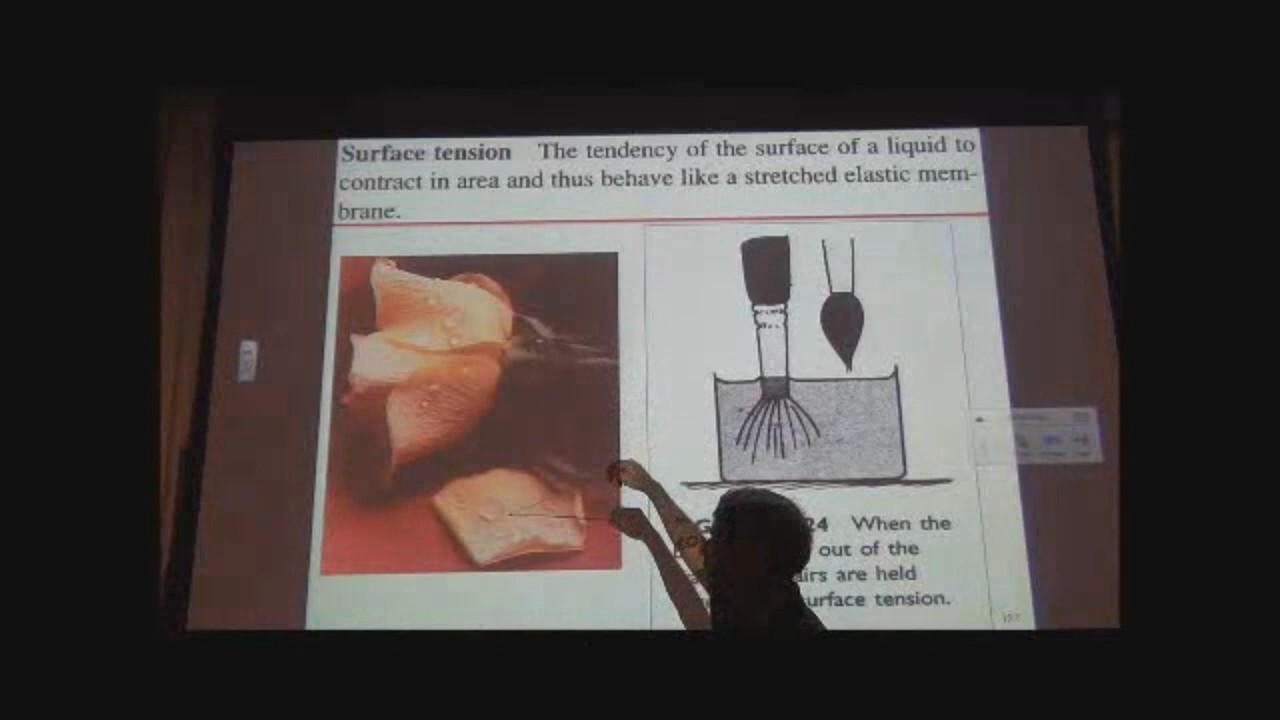 Surface tension The tendency of the surface of a liquid to
contract in area and thus behave like a stretched elastic mem-
brane.
24 When the
out of the
airs are held
urface tension.